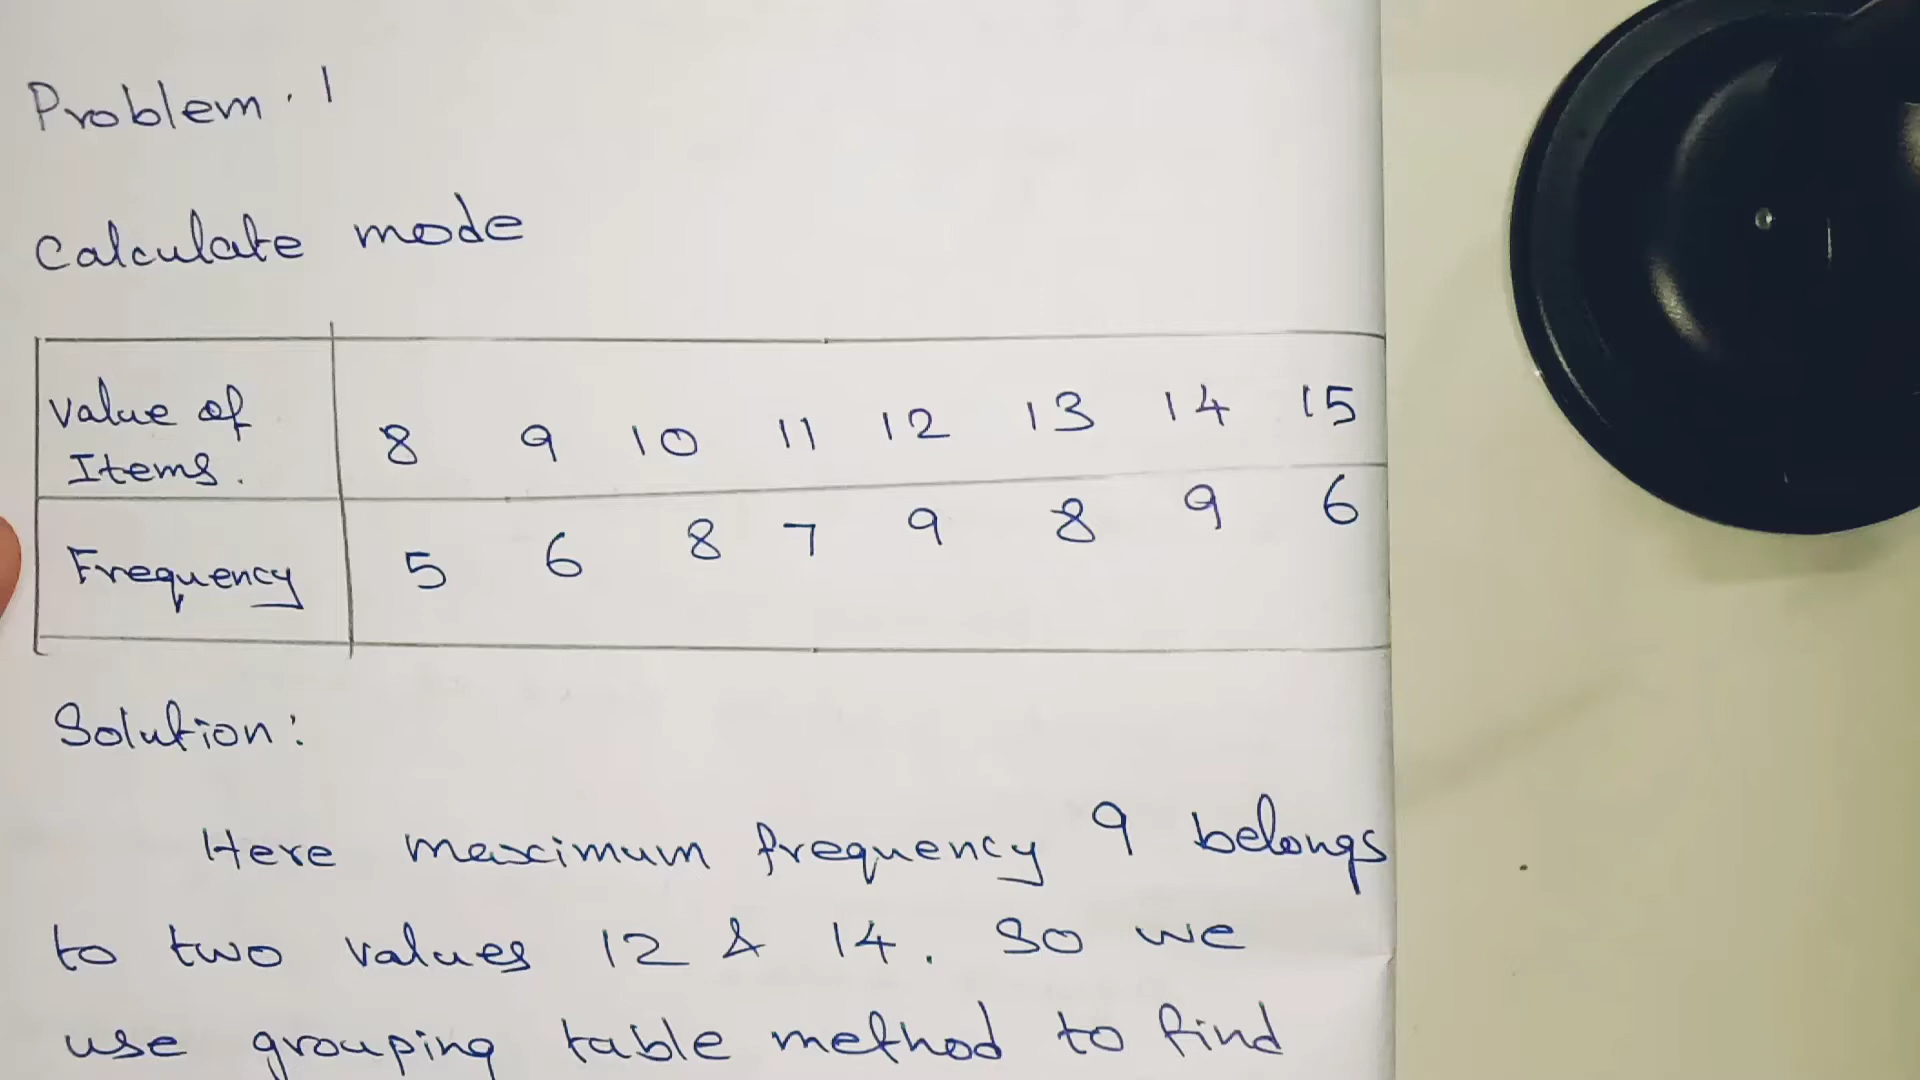 Problem. 1
Calculate mode
Value of Items. 8 9 10 11 12 13 14 15
Frequency 5 6 8 7 9 8 9 6
Solution:
Here maximum frequency 9 belongs
to two values 12 & 14. So we
use grouping table method to find